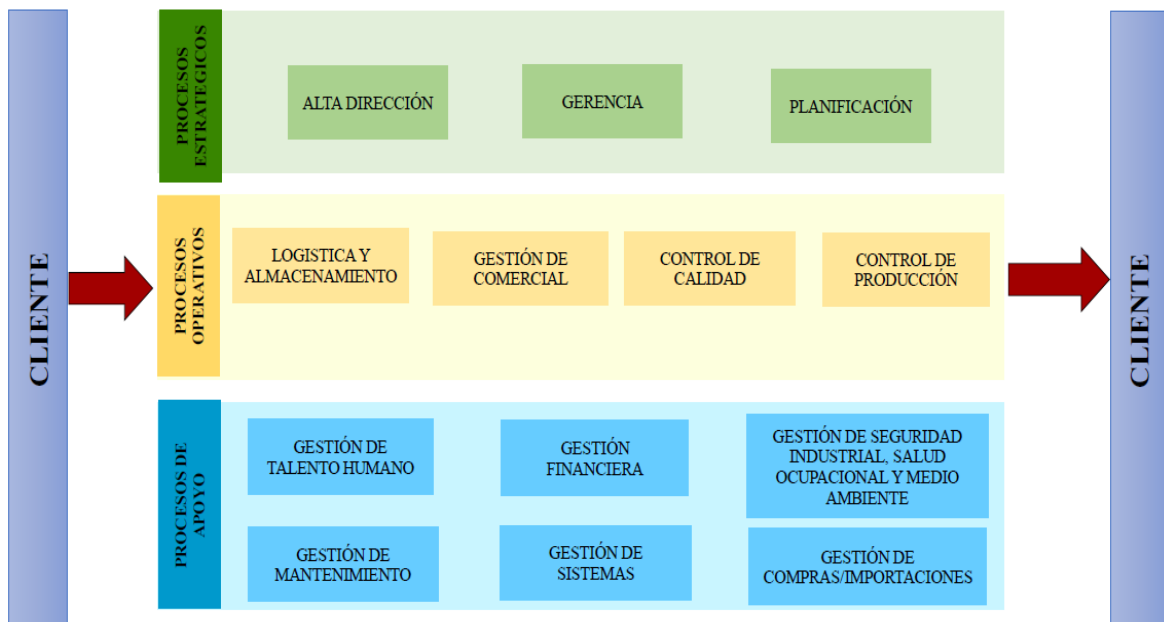 CLIENTE
PROCESOS
ESTRATEGICOS
ALTA DIRECCIÓN
GERENCIA
PLANIFICACIÓN
PROCESOS
OPERATIVOS
LOGISTICA Y
ALMACENAMIENTO
GESTIÓN DE
COMERCIAL
CONTROL DE
CALIDAD
CONTROL DE
PRODUCCIÓN
PROCESOS DE
APOYO
GESTIÓN DE
TALENTO HUMANO
GESTIÓN
FINANCIERA
GESTIÓN DE SEGURIDAD
INDUSTRIAL, SALUD
OCUPACIONAL Y MEDIO
AMBIENTE
GESTIÓN DE
MANTENIMIENTO
GESTIÓN DE
SISTEMAS
GESTIÓN DE
COMPRAS/IMPORTACIONES
CLIENTE